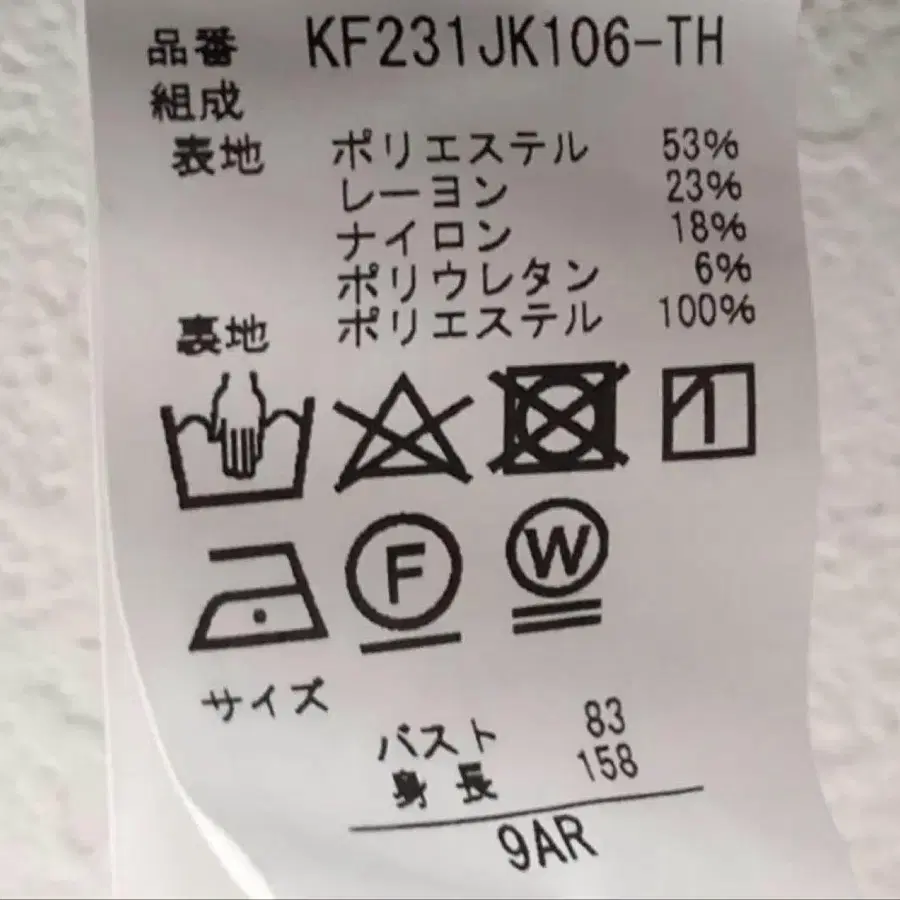 品番 KF231JK106-TH
組成
表地 ポリエステル 53%
レーヨン 23%
ナイロン 18%
ポリウレタン 6%
裏地 ポリエステル 100%
F W
サイズ
バスト 83
身長 158
9AR